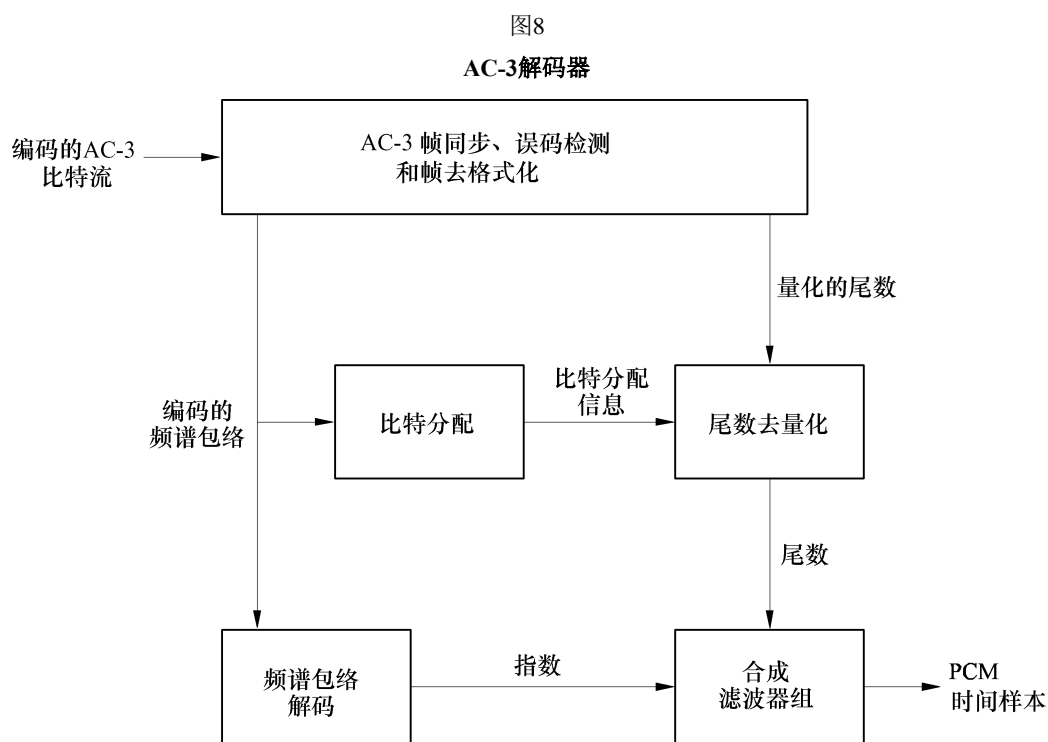 图8
AC-3解码器
编码的AC-3
比特流
AC-3 帧同步、误码检测
和帧去格式化
量化的尾数
编码的
频谱包络
比特分配
比特分配
信息
尾数去量化
尾数
频谱包络
解码
指数
合成
滤波器组
PCM
时间样本